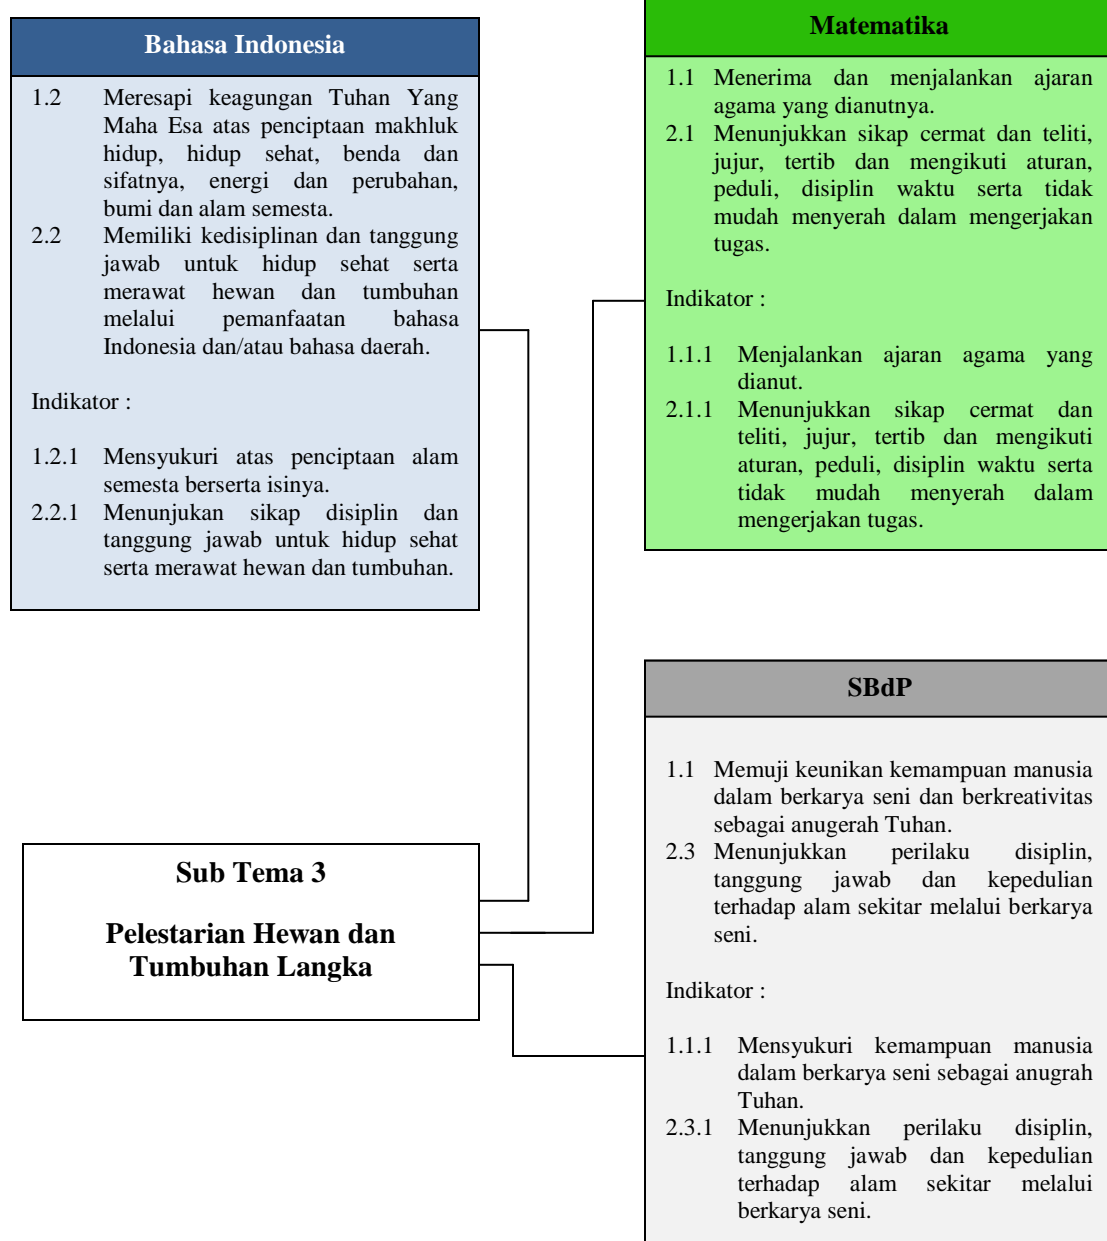 Bahasa Indonesia
1.2 Meresapi keagungan Tuhan Yang
Maha Esa atas penciptaan makhluk
hidup, hidup sehat, benda dan
sifatnya, energi dan perubahan,
bumi dan alam semesta.
2.2 Memiliki kedisiplinan dan tanggung
jawab untuk hidup sehat serta
merawat hewan dan tumbuhan
melalui pemanfaatan bahasa
Indonesia dan/atau bahasa daerah.
Indikator :
1.2.1 Mensyukuri atas penciptaan alam
semesta berserta isinya.
2.2.1 Menunjukan sikap disiplin dan
tanggung jawab untuk hidup sehat
serta merawat hewan dan tumbuhan.
Matematika
1.1 Menerima dan menjalankan ajaran
agama yang dianutnya.
2.1 Menunjukkan sikap cermat dan teliti,
jujur, tertib dan mengikuti aturan,
peduli, disiplin waktu serta tidak
mudah menyerah dalam mengerjakan
tugas.
Indikator :
1.1.1 Menjalankan ajaran agama yang
dianut.
2.1.1 Menunjukkan sikap cermat dan
teliti, jujur, tertib dan mengikuti
aturan, peduli, disiplin waktu serta
tidak mudah menyerah dalam
mengerjakan tugas.
Sub Tema 3
Pelestarian Hewan dan
Tumbuhan Langka
SBdP
1.1 Memuji keunikan kemampuan manusia
dalam berkarya seni dan berkreativitas
sebagai anugerah Tuhan.
2.3 Menunjukkan perilaku disiplin,
tanggung jawab dan kepedulian
terhadap alam sekitar melalui berkarya
seni.
Indikator :
1.1.1 Mensyukuri kemampuan manusia
dalam berkarya seni sebagai anugrah
Tuhan.
2.3.1 Menunjukkan perilaku disiplin,
tanggung jawab dan kepedulian
terhadap alam sekitar melalui
berkarya seni.